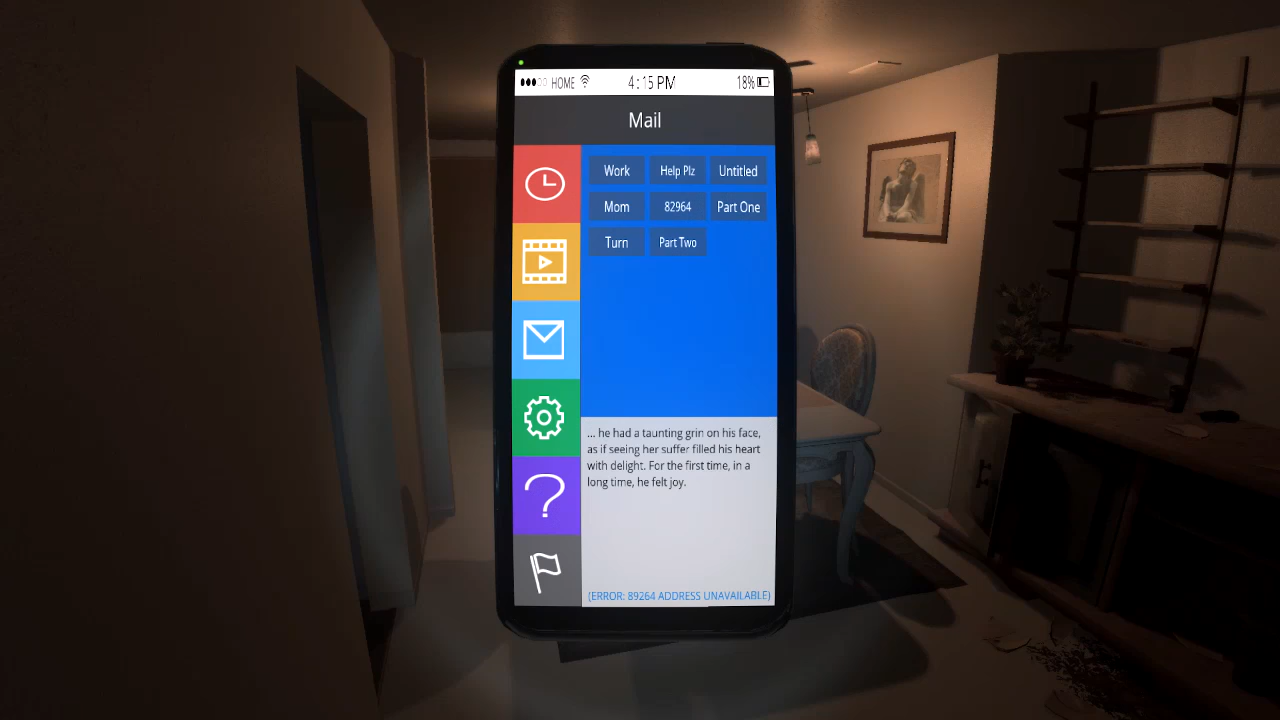 HOME 4:15 PM 18%
Mail
Work Help Plz Untitled
Mom 82964 Part One
Turn Part Two
... he had a taunting grin on his face,
as if seeing her suffer filled his heart
with delight. For the first time, in a
long time, he felt joy.
(ERROR: 89264 ADDRESS UNAVAILABLE)